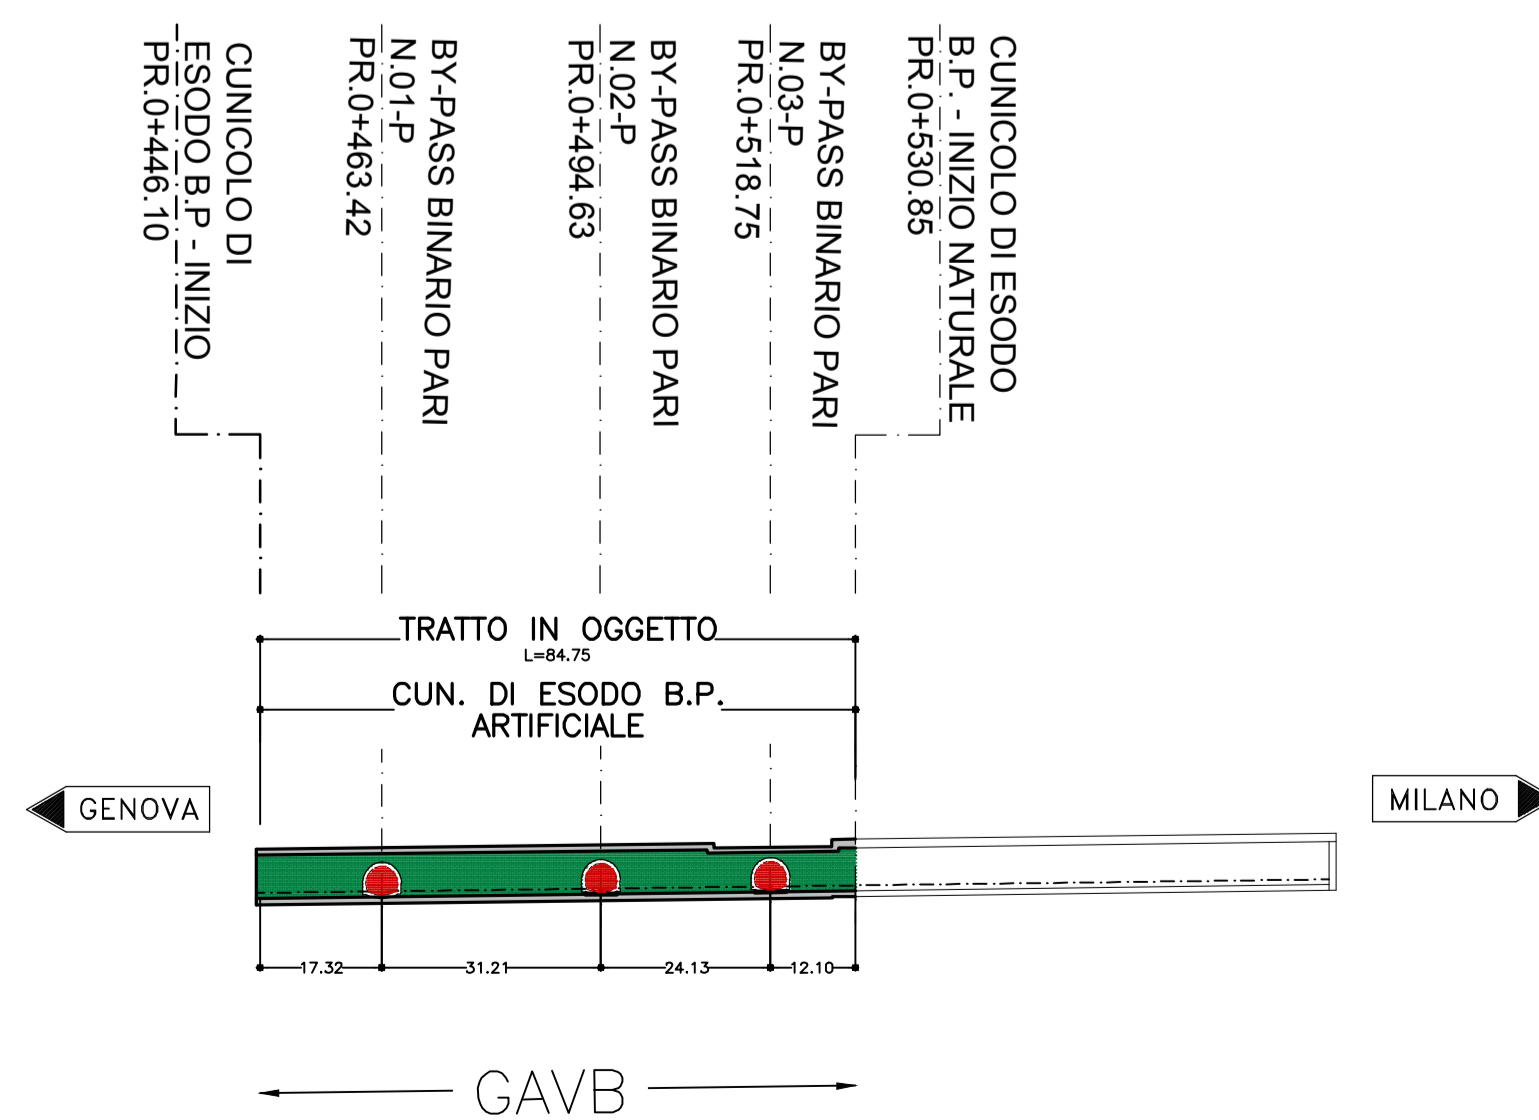 CUNICOLO DI
ESODO B.P - INIZIO
PR.0+446.10
BY-PASS BINARIO PARI
N.01-P
PR.0+463.42
BY-PASS BINARIO PARI
N.02-P
PR.0+494.63
BY-PASS BINARIO PARI
N.03-P
PR.0+518.75
CUNICOLO DI ESODO
B.P. - INIZIO NATURALE
PR.0+530.85
TRATTO IN OGGETTO
L=84.75
CUN. DI ESODO B.P.
ARTIFICIALE
GENOVA
MILANO
17.32
31.21
24.13
12.10
GAVB